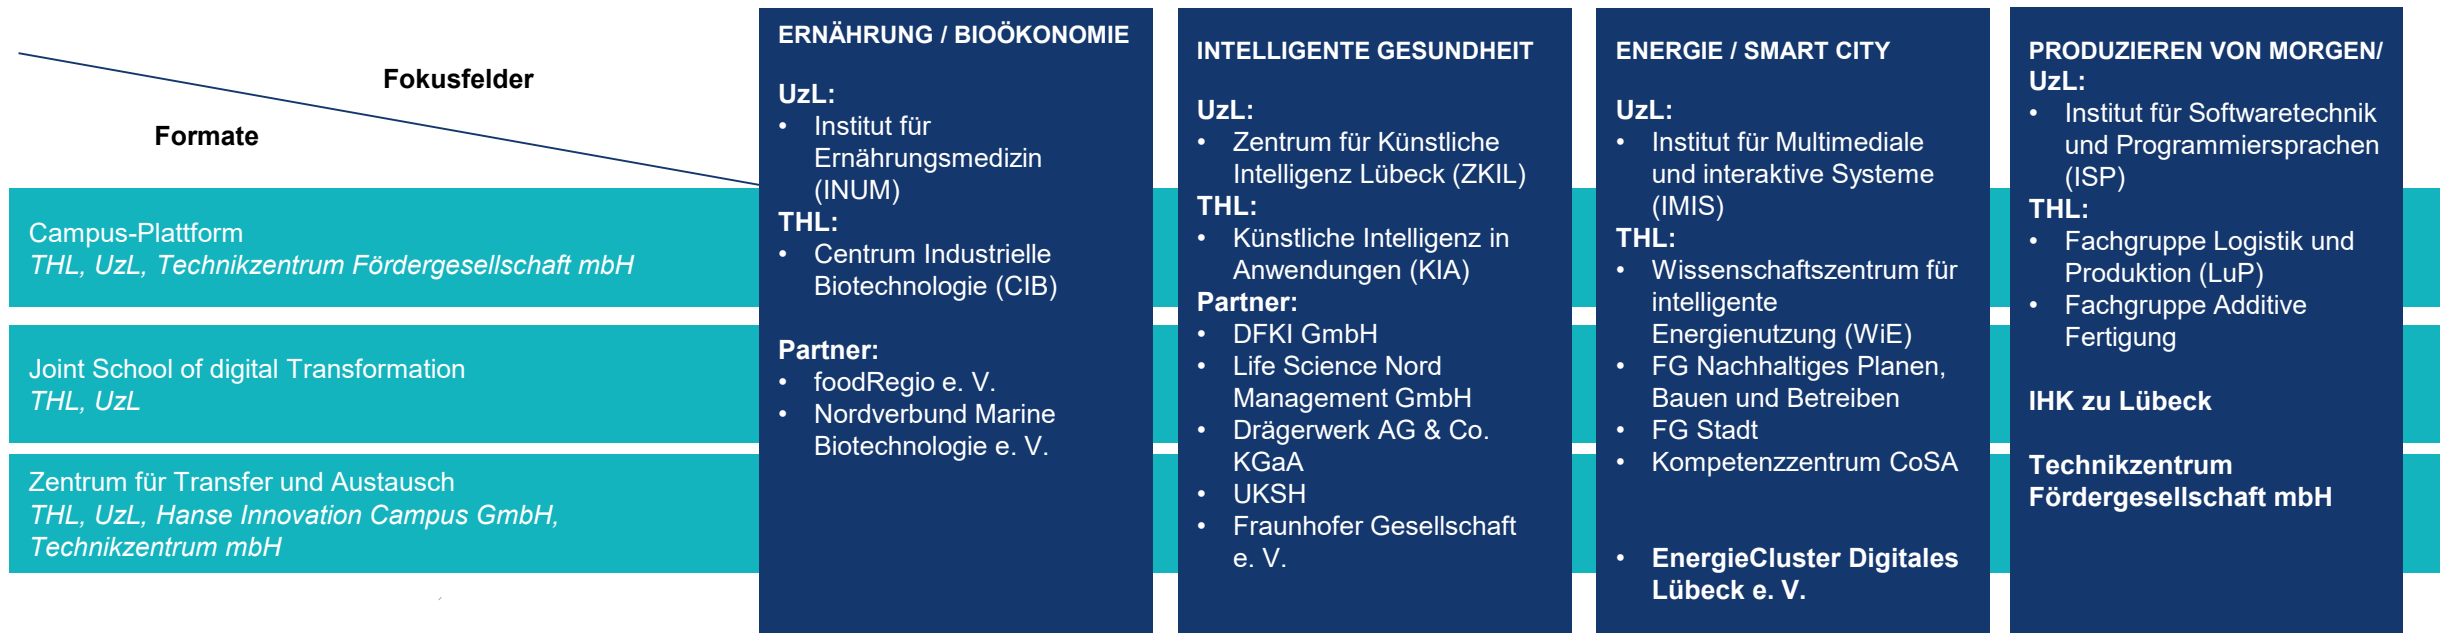 Fokusfelder
Formate
Campus-Plattform
THL, UzL, Technikzentrum Fördergesellschaft mbH
Joint School of digital Transformation
THL, UzL
Zentrum für Transfer und Austausch
THL, UzL, Hanse Innovation Campus GmbH,
Technikzentrum mbH
ERNÄHRUNG / BIOÖKONOMIE
UzL:
• Institut für
Ernährungsmedizin
(INUM)
THL:
• Centrum Industrielle
Biotechnologie (CIB)
Partner:
• foodRegio e. V.
• Nordverbund Marine
Biotechnologie e. V.
INTELLIGENTE GESUNDHEIT
UzL:
• Zentrum für Künstliche
Intelligenz Lübeck (ZKIL)
THL:
• Künstliche Intelligenz in
Anwendungen (KIA)
Partner:
• DFKI GmbH
• Life Science Nord
Management GmbH
• Drägerwerk AG & Co.
KGaA
• UKSH
• Fraunhofer Gesellschaft
e. V.
ENERGIE / SMART CITY
UzL:
• Institut für Multimediale
und interaktive Systeme
(IMIS)
THL:
• Wissenschaftszentrum für
intelligente
Energienutzung (WiE)
• FG Nachhaltiges Planen,
Bauen und Betreiben
• FG Stadt
• Kompetenzzentrum CoSA
• EnergieCluster Digitales
Lübeck e. V.
PRODUZIEREN VON MORGEN/
UzL:
• Institut für Softwaretechnik
und Programmiersprachen
(ISP)
THL:
• Fachgruppe Logistik und
Produktion (LuP)
• Fachgruppe Additive
Fertigung
IHK zu Lübeck
Technikzentrum
Fördergesellschaft mbH